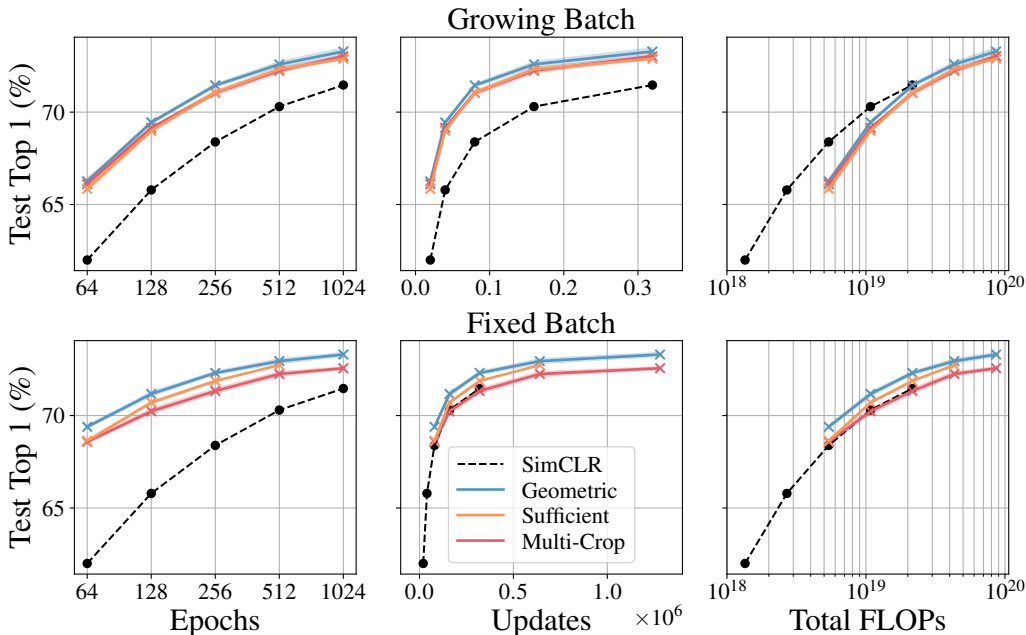 Growing Batch
Test Top 1 (%)
70
65
64 128 256 512 1024
0.0 0.1 0.2 0.3
10^18 10^19 10^20
Fixed Batch
Test Top 1 (%)
70
65
SimCLR
Geometric
Sufficient
Multi-Crop
64 128 256 512 1024
0.0 0.5 1.0
×10^6
10^18 10^19 10^20
Epochs
Updates
Total FLOPs